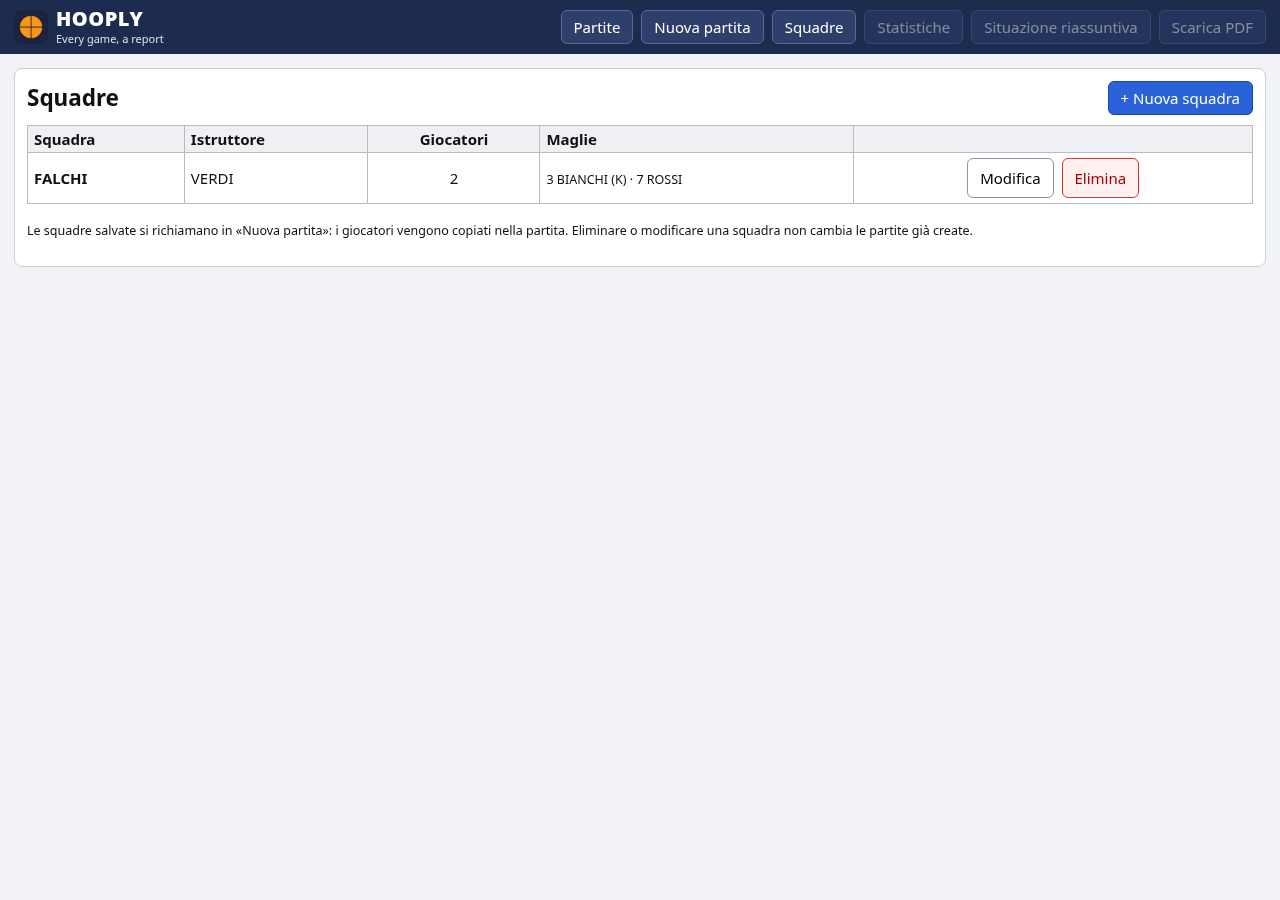 HOOPLY
Every game, a report
Partite
Nuova partita
Squadre
Statistiche
Situazione riassuntiva
Scarica PDF
Squadre
+ Nuova squadra
Squadra Istruttore Giocatori Maglie
FALCHI VERDI 2 3 BIANCHI (K) · 7 ROSSI Modifica Elimina
Le squadre salvate si richiamano in «Nuova partita»: i giocatori vengono copiati nella partita. Eliminare o modificare una squadra non cambia le partite già create.